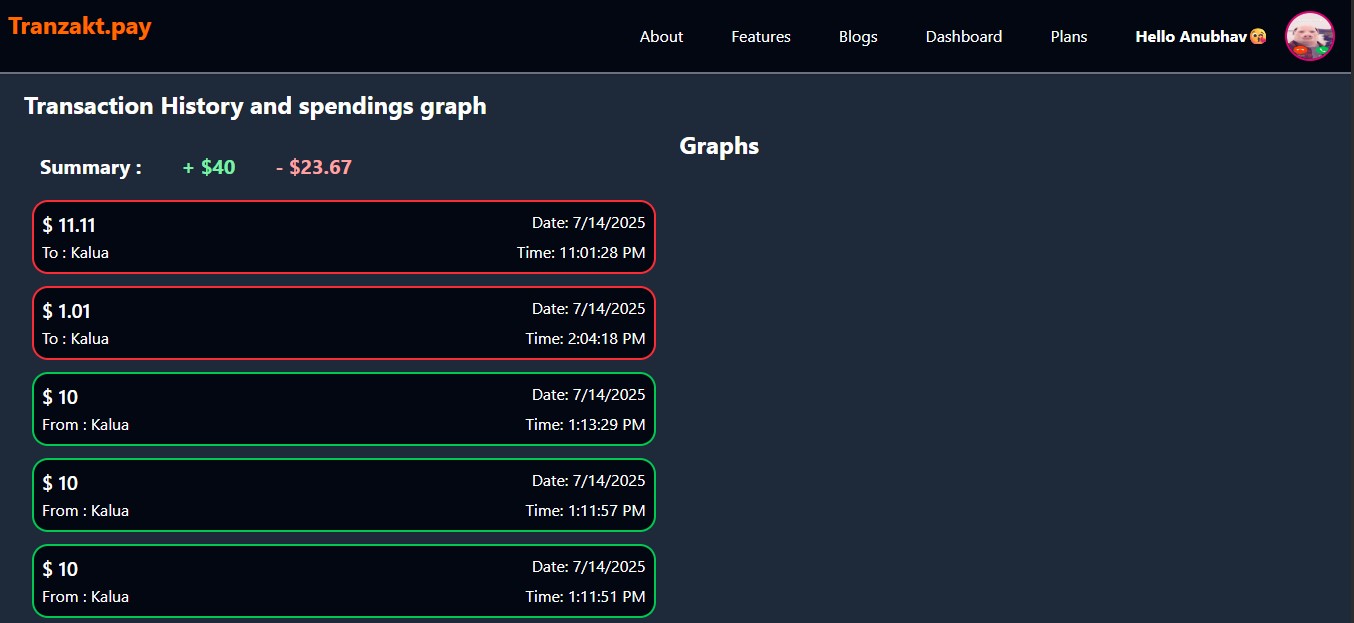 Tranzakt.pay
About Features Blogs Dashboard Plans Hello Anubhav😘
Transaction History and spendings graph
Summary : + $40 - $23.67
$ 11.11 Date: 7/14/2025
To : Kalua Time: 11:01:28 PM
$ 1.01 Date: 7/14/2025
To : Kalua Time: 2:04:18 PM
$ 10 Date: 7/14/2025
From : Kalua Time: 1:13:29 PM
$ 10 Date: 7/14/2025
From : Kalua Time: 1:11:57 PM
$ 10 Date: 7/14/2025
From : Kalua Time: 1:11:51 PM
Graphs